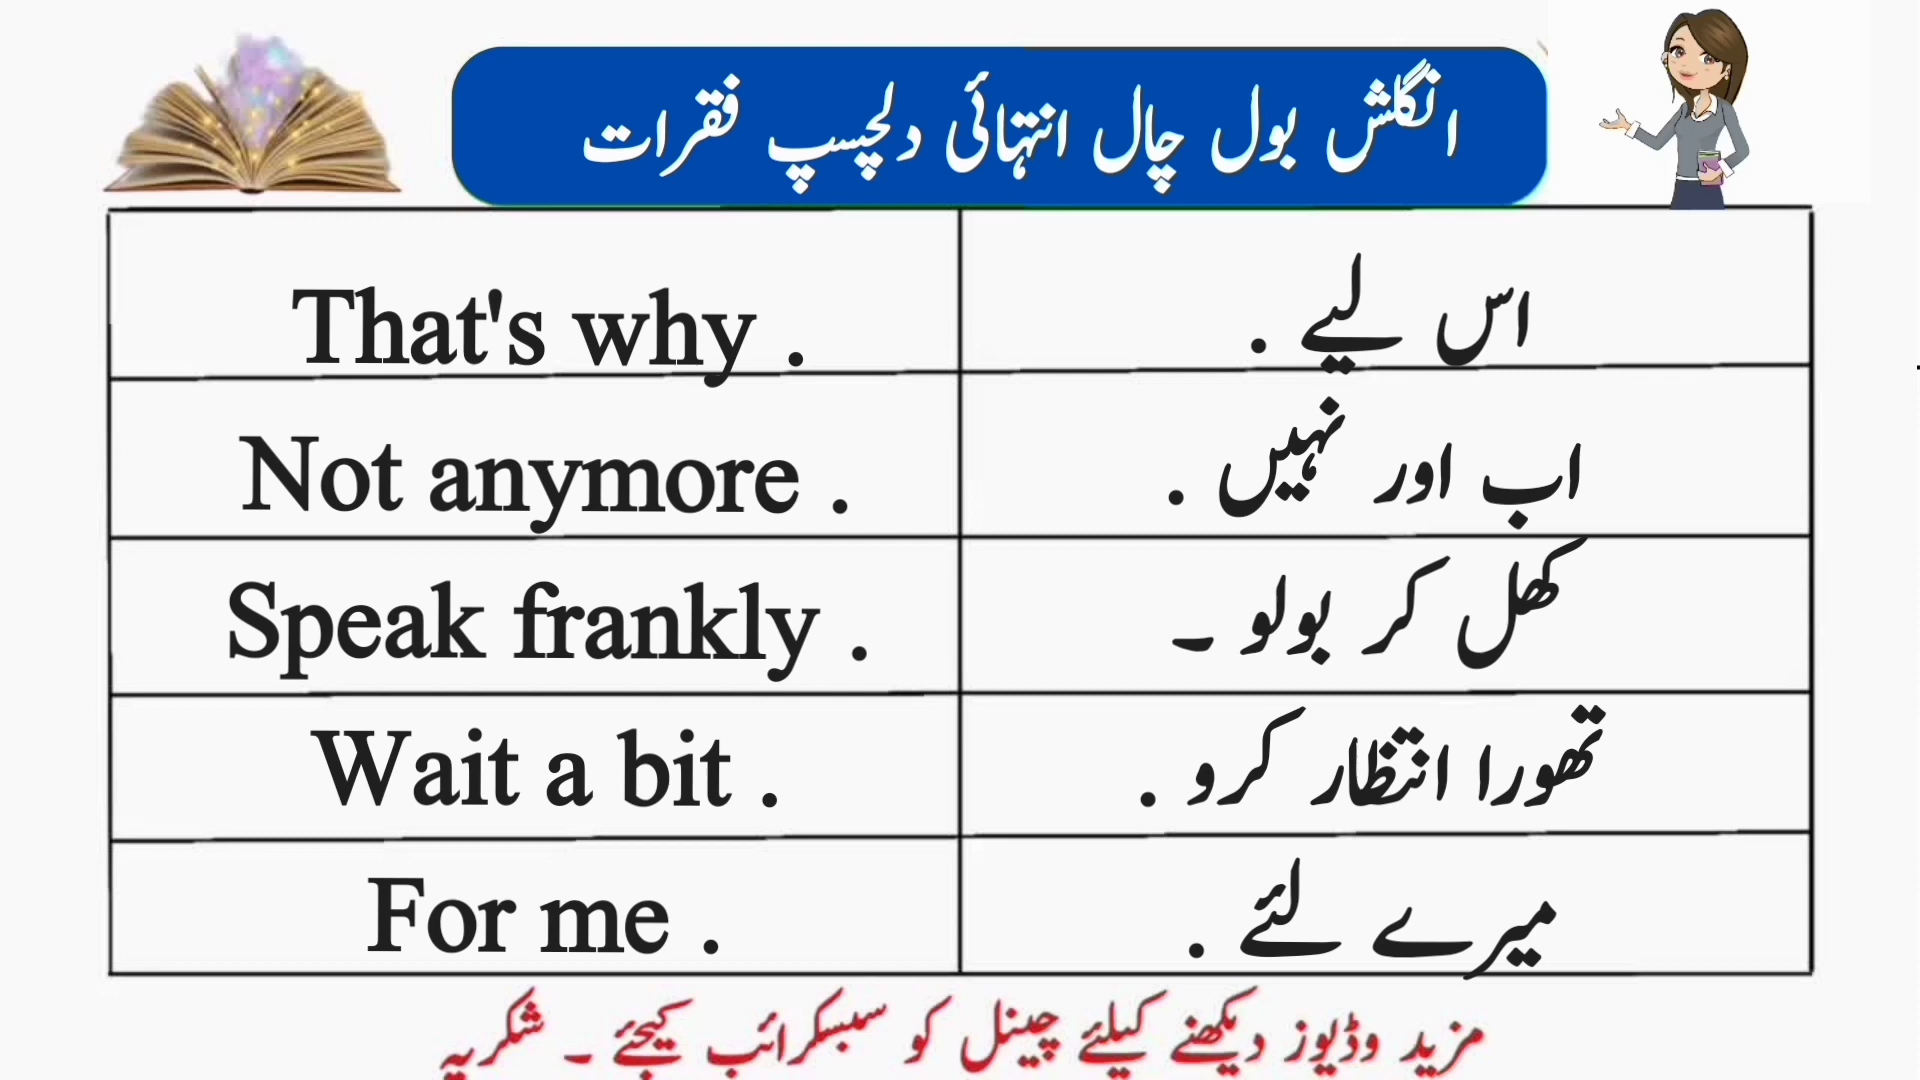 انگلش بول چال انتہائی دلچسپ فقرات
That's why .
اس لیے .
Not anymore .
اب اور نہیں .
Speak frankly .
کھل کر بولو ۔
Wait a bit .
تھورا انتظار کرو .
For me .
میرے لئے .
مزید وڈیوز دیکھنے کیلئے چینل کو سبسکرائب کیجئے ۔ شکریہ